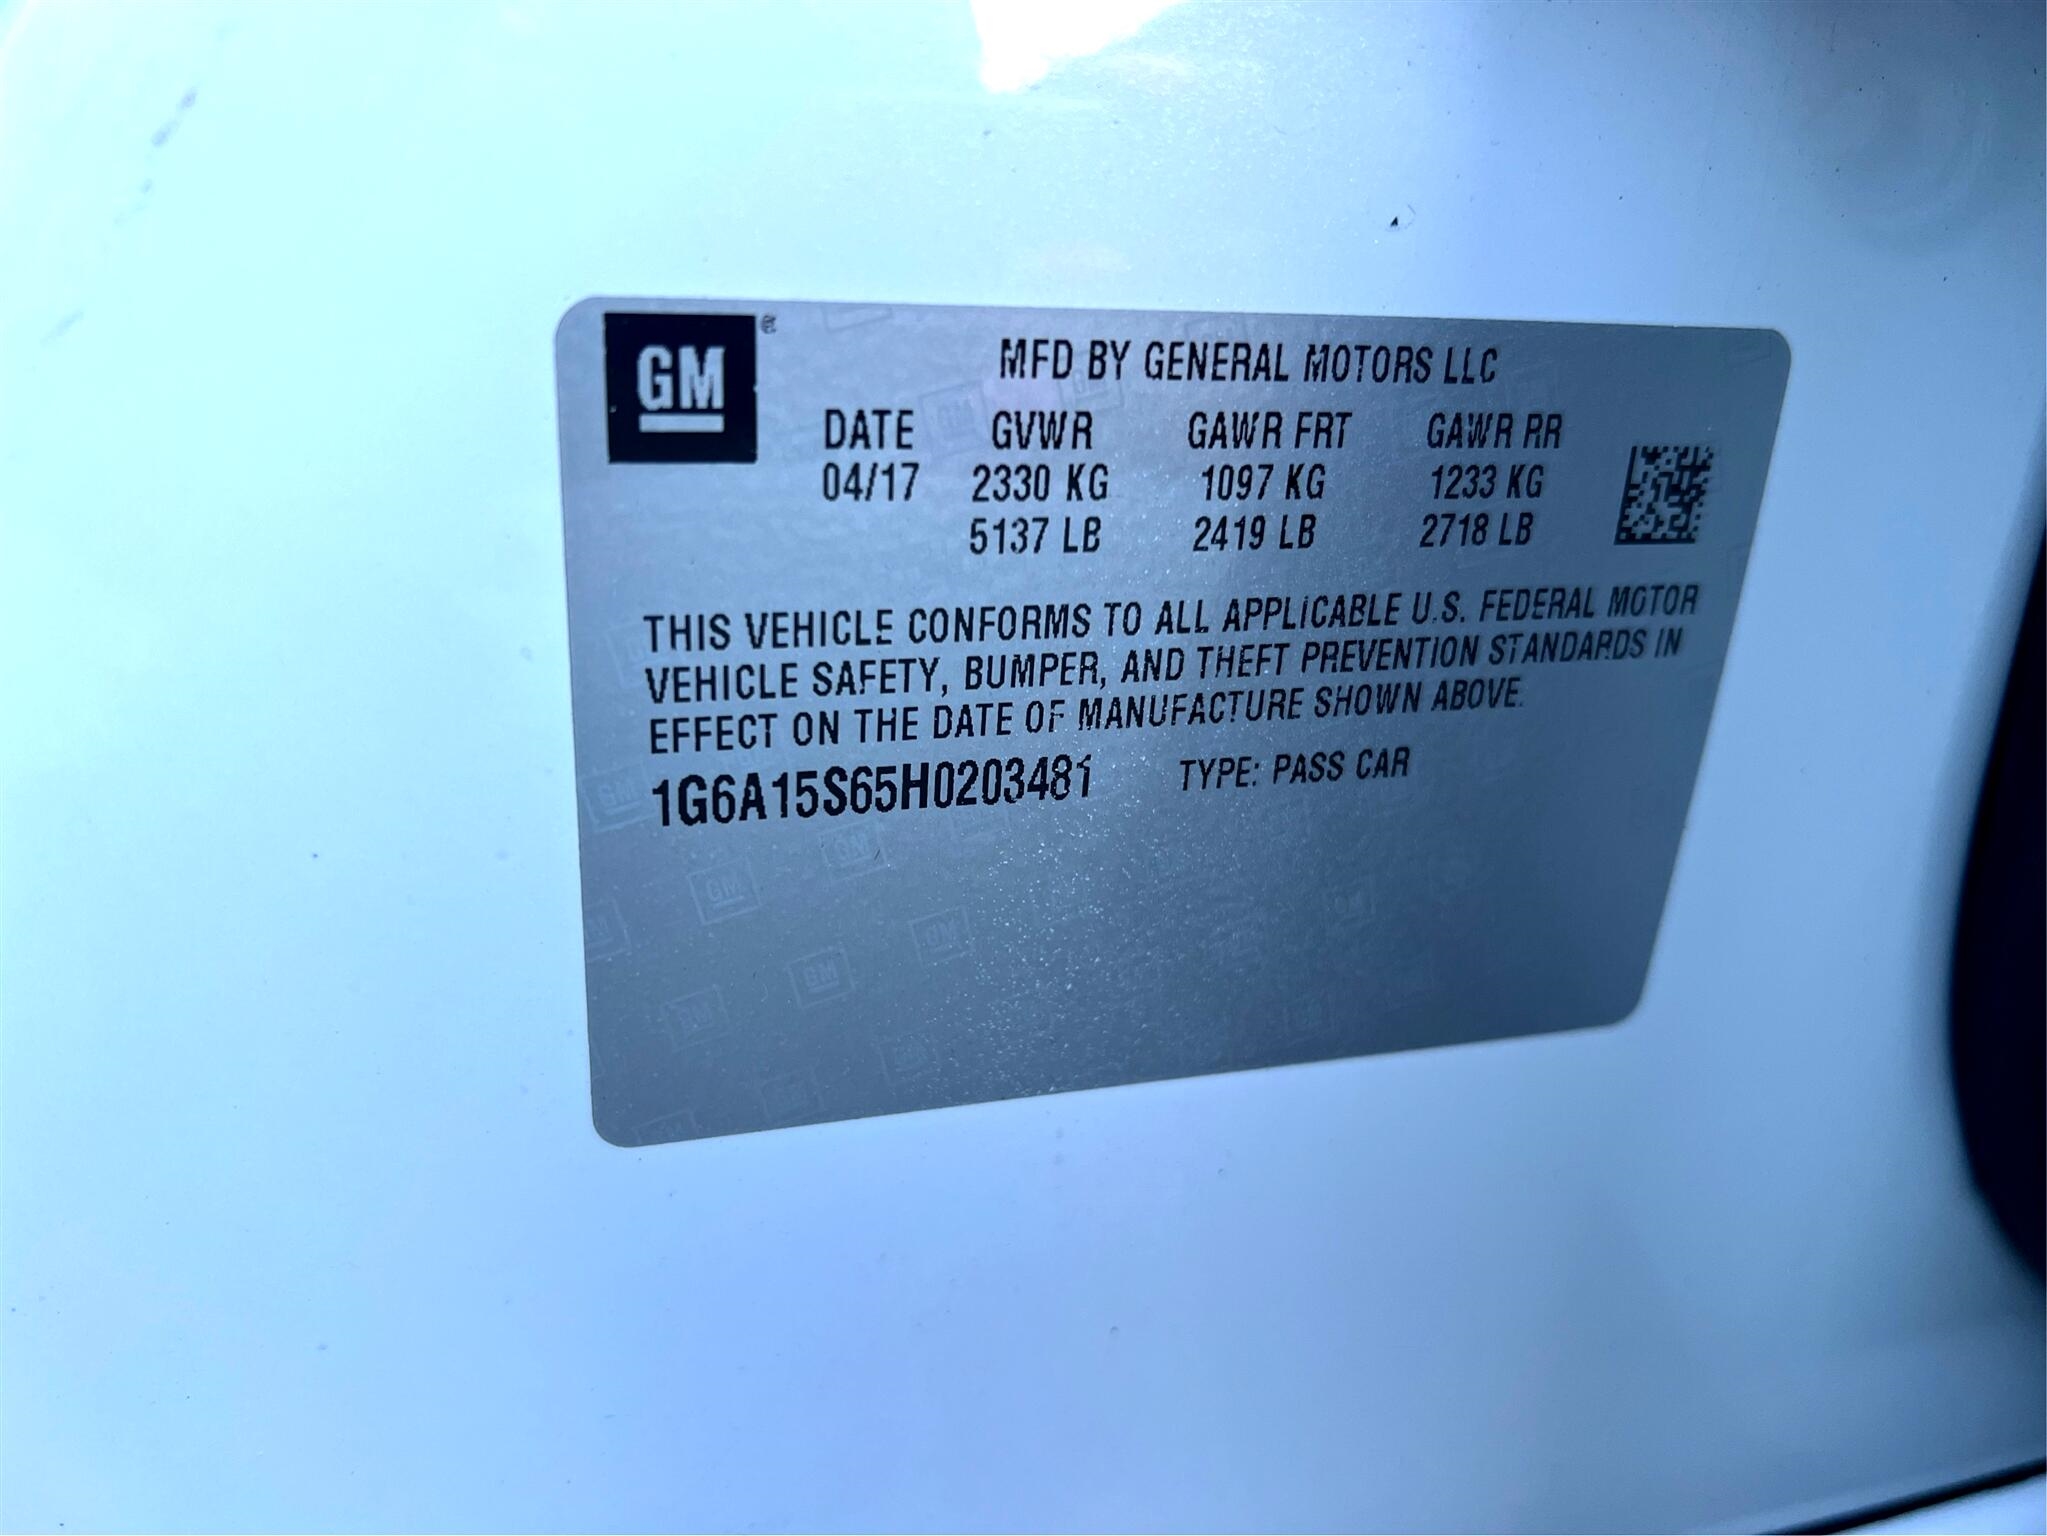 GM ®
MFD BY GENERAL MOTORS LLC
DATE GVWR GAWR FRT GAWR RR
04/17 2330 KG 1097 KG 1233 KG
5137 LB 2419 LB 2718 LB
THIS VEHICLE CONFORMS TO ALL APPLICABLE U.S. FEDERAL MOTOR
VEHICLE SAFETY, BUMPER, AND THEFT PREVENTION STANDARDS IN
EFFECT ON THE DATE OF MANUFACTURE SHOWN ABOVE.
1G6A15S65H0203481 TYPE: PASS CAR